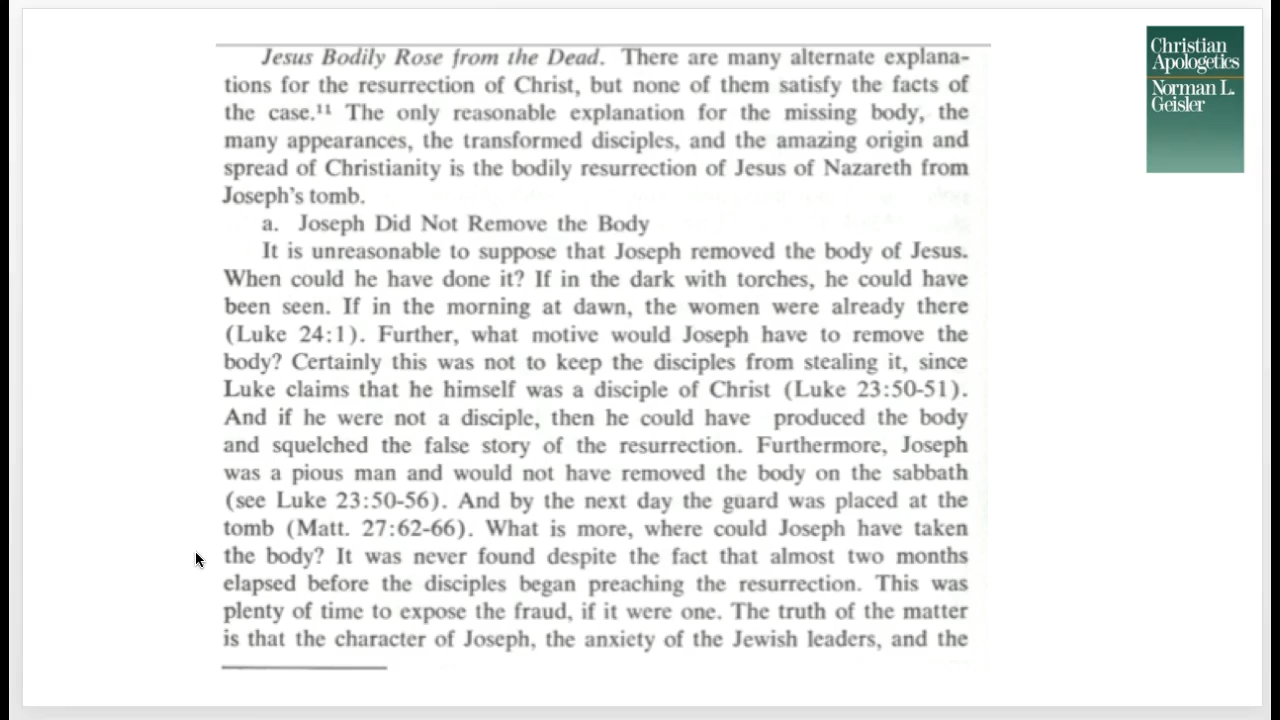 Jesus Bodily Rose from the Dead. There are many alternate explana-
tions for the resurrection of Christ, but none of them satisfy the facts of
the case.¹¹ The only reasonable explanation for the missing body, the
many appearances, the transformed disciples, and the amazing origin and
spread of Christianity is the bodily resurrection of Jesus of Nazareth from
Joseph's tomb.
a. Joseph Did Not Remove the Body
It is unreasonable to suppose that Joseph removed the body of Jesus.
When could he have done it? If in the dark with torches, he could have
been seen. If in the morning at dawn, the women were already there
(Luke 24:1). Further, what motive would Joseph have to remove the
body? Certainly this was not to keep the disciples from stealing it, since
Luke claims that he himself was a disciple of Christ (Luke 23:50-51).
And if he were not a disciple, then he could have produced the body
and squelched the false story of the resurrection. Furthermore, Joseph
was a pious man and would not have removed the body on the sabbath
(see Luke 23:50-56). And by the next day the guard was placed at the
tomb (Matt. 27:62-66). What is more, where could Joseph have taken
the body? It was never found despite the fact that almost two months
elapsed before the disciples began preaching the resurrection. This was
plenty of time to expose the fraud, if it were one. The truth of the matter
is that the character of Joseph, the anxiety of the Jewish leaders, and the
Christian
Apologetics
Norman L.
Geisler